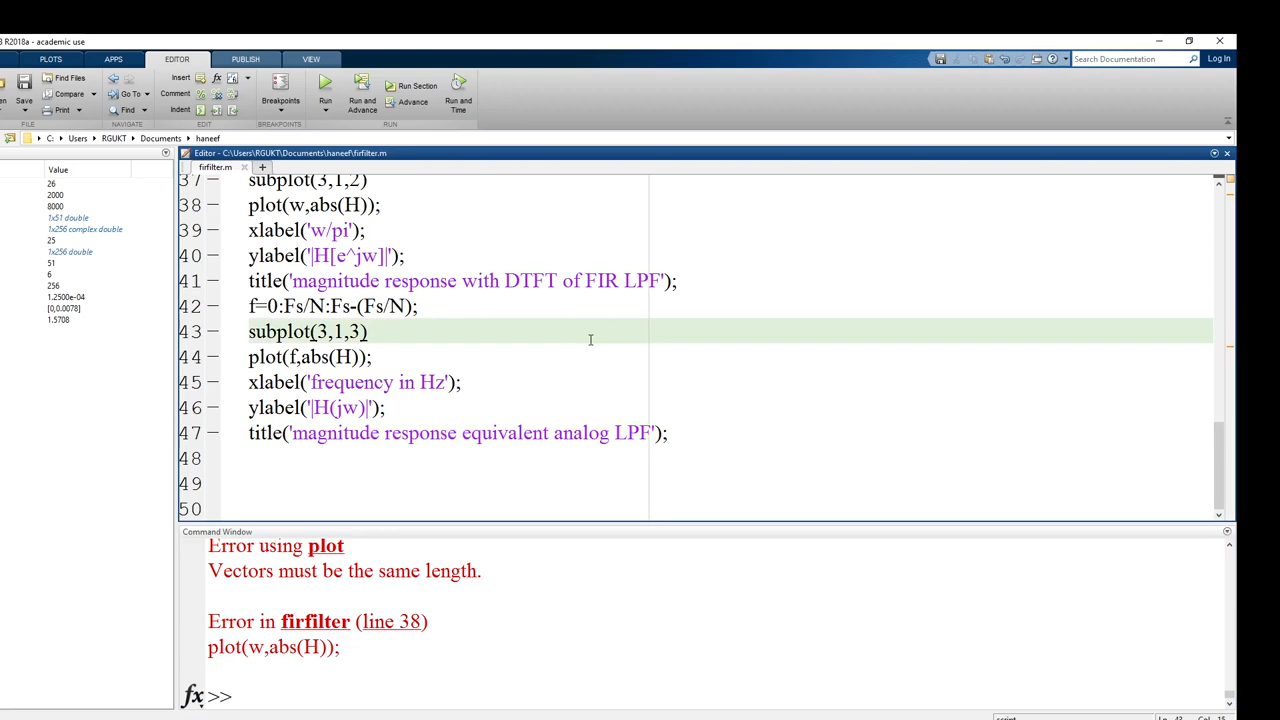 B R2018a - academic use
PLOTS APPS EDITOR PUBLISH VIEW
Search Documentation Log In
Find Files
Compare
Print
Save
Go To
Find
Insert
Comment
Indent
Breakpoints
Run
Run and Advance
Run Section
Advance
Run and Time
FILE NAVIGATE EDIT BREAKPOINTS RUN
C: Users RGUKT Documents haneef
Editor - C:\Users\RGUKT\Documents\haneef\firfilter.m
firfilter.m
Value
26
2000
8000
1x51 double
1x256 complex double
25
1x256 double
51
6
256
1.2500e-04
[0,0.0078]
1.5708
37 – subplot(3,1,2)
38 – plot(w,abs(H));
39 – xlabel('w/pi');
40 – ylabel('|H[e^jw]|');
41 – title('magnitude response with DTFT of FIR LPF');
42 – f=0:Fs/N:Fs-(Fs/N);
43 – subplot(3,1,3)
44 – plot(f,abs(H));
45 – xlabel('frequency in Hz');
46 – ylabel('|H(jw)|');
47 – title('magnitude response equivalent analog LPF');
48
49
50
Command Window
Error using plot
Vectors must be the same length.
Error in firfilter (line 38)
plot(w,abs(H));
fx >>
script